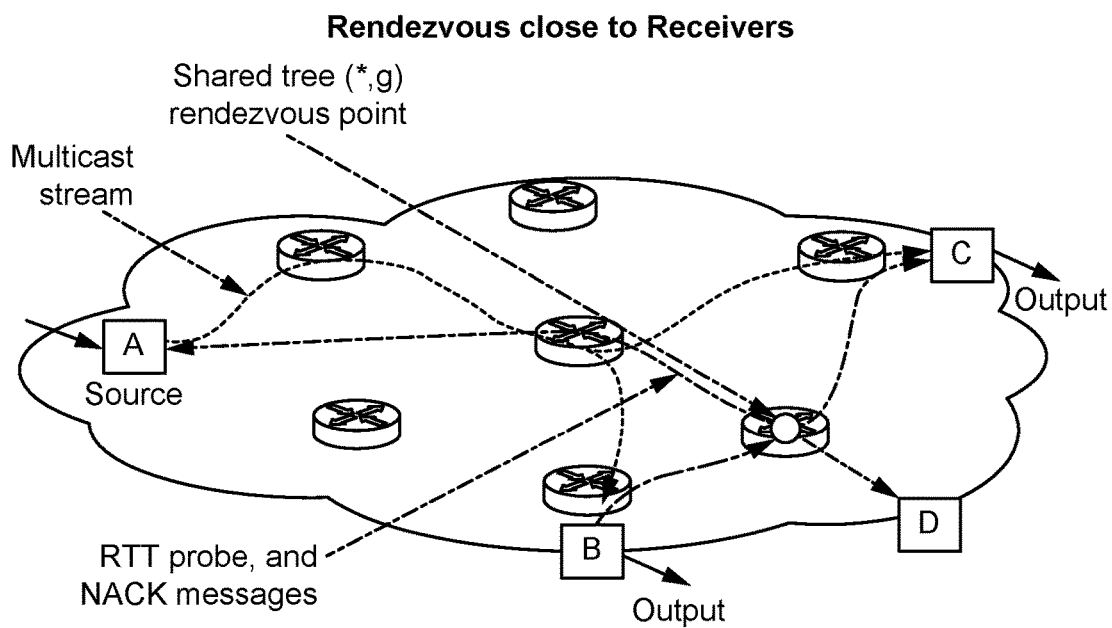 Rendezvous close to Receivers
Shared tree (*,g)
rendezvous point
Multicast
stream
C
Output
A
Source
D
B
RTT probe, and
NACK messages
Output